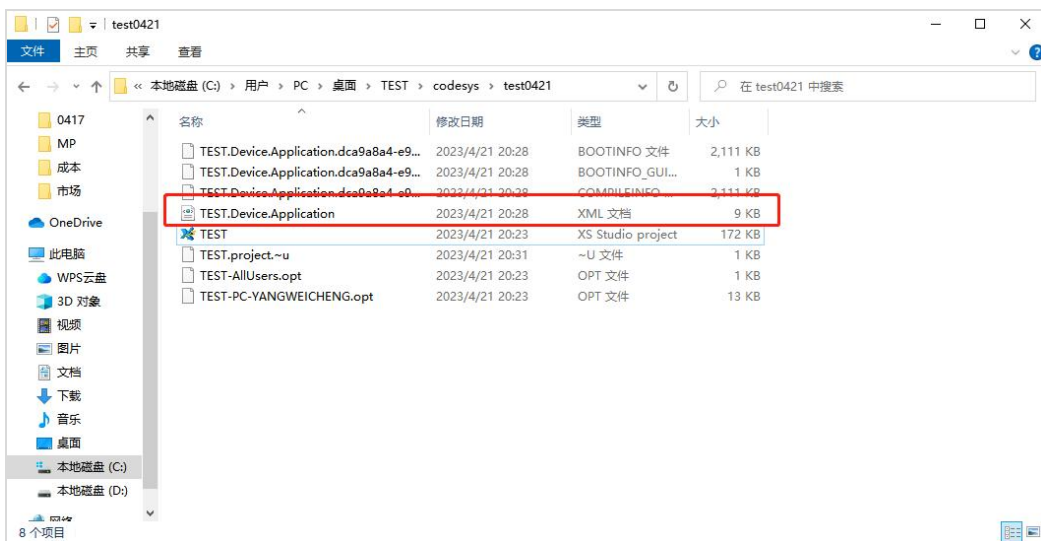 test0421
文件 主页 共享 查看
« 本地磁盘 (C:) › 用户 › PC › 桌面 › TEST › codesys › test0421 在 test0421 中搜索
名称 修改日期 类型 大小
TEST.Device.Application.dca9a8a4-e9... 2023/4/21 20:28 BOOTINFO 文件 2,111 KB
TEST.Device.Application.dca9a8a4-e9... 2023/4/21 20:28 BOOTINFO_GUI... 1 KB
TEST.Device.Application.dca9a8a4-e9... 2023/4/21 20:28 COMPILEINFO ... 2,111 KB
TEST.Device.Application 2023/4/21 20:28 XML 文档 9 KB
TEST 2023/4/21 20:23 XS Studio project 172 KB
TEST.project.~u 2023/4/21 20:31 ~U 文件 1 KB
TEST-AllUsers.opt 2023/4/21 20:23 OPT 文件 1 KB
TEST-PC-YANGWEICHENG.opt 2023/4/21 20:23 OPT 文件 13 KB
0417
MP
成本
市场
OneDrive
此电脑
WPS云盘
3D 对象
视频
图片
文档
下载
音乐
桌面
本地磁盘 (C:)
本地磁盘 (D:)
网络
8 个项目